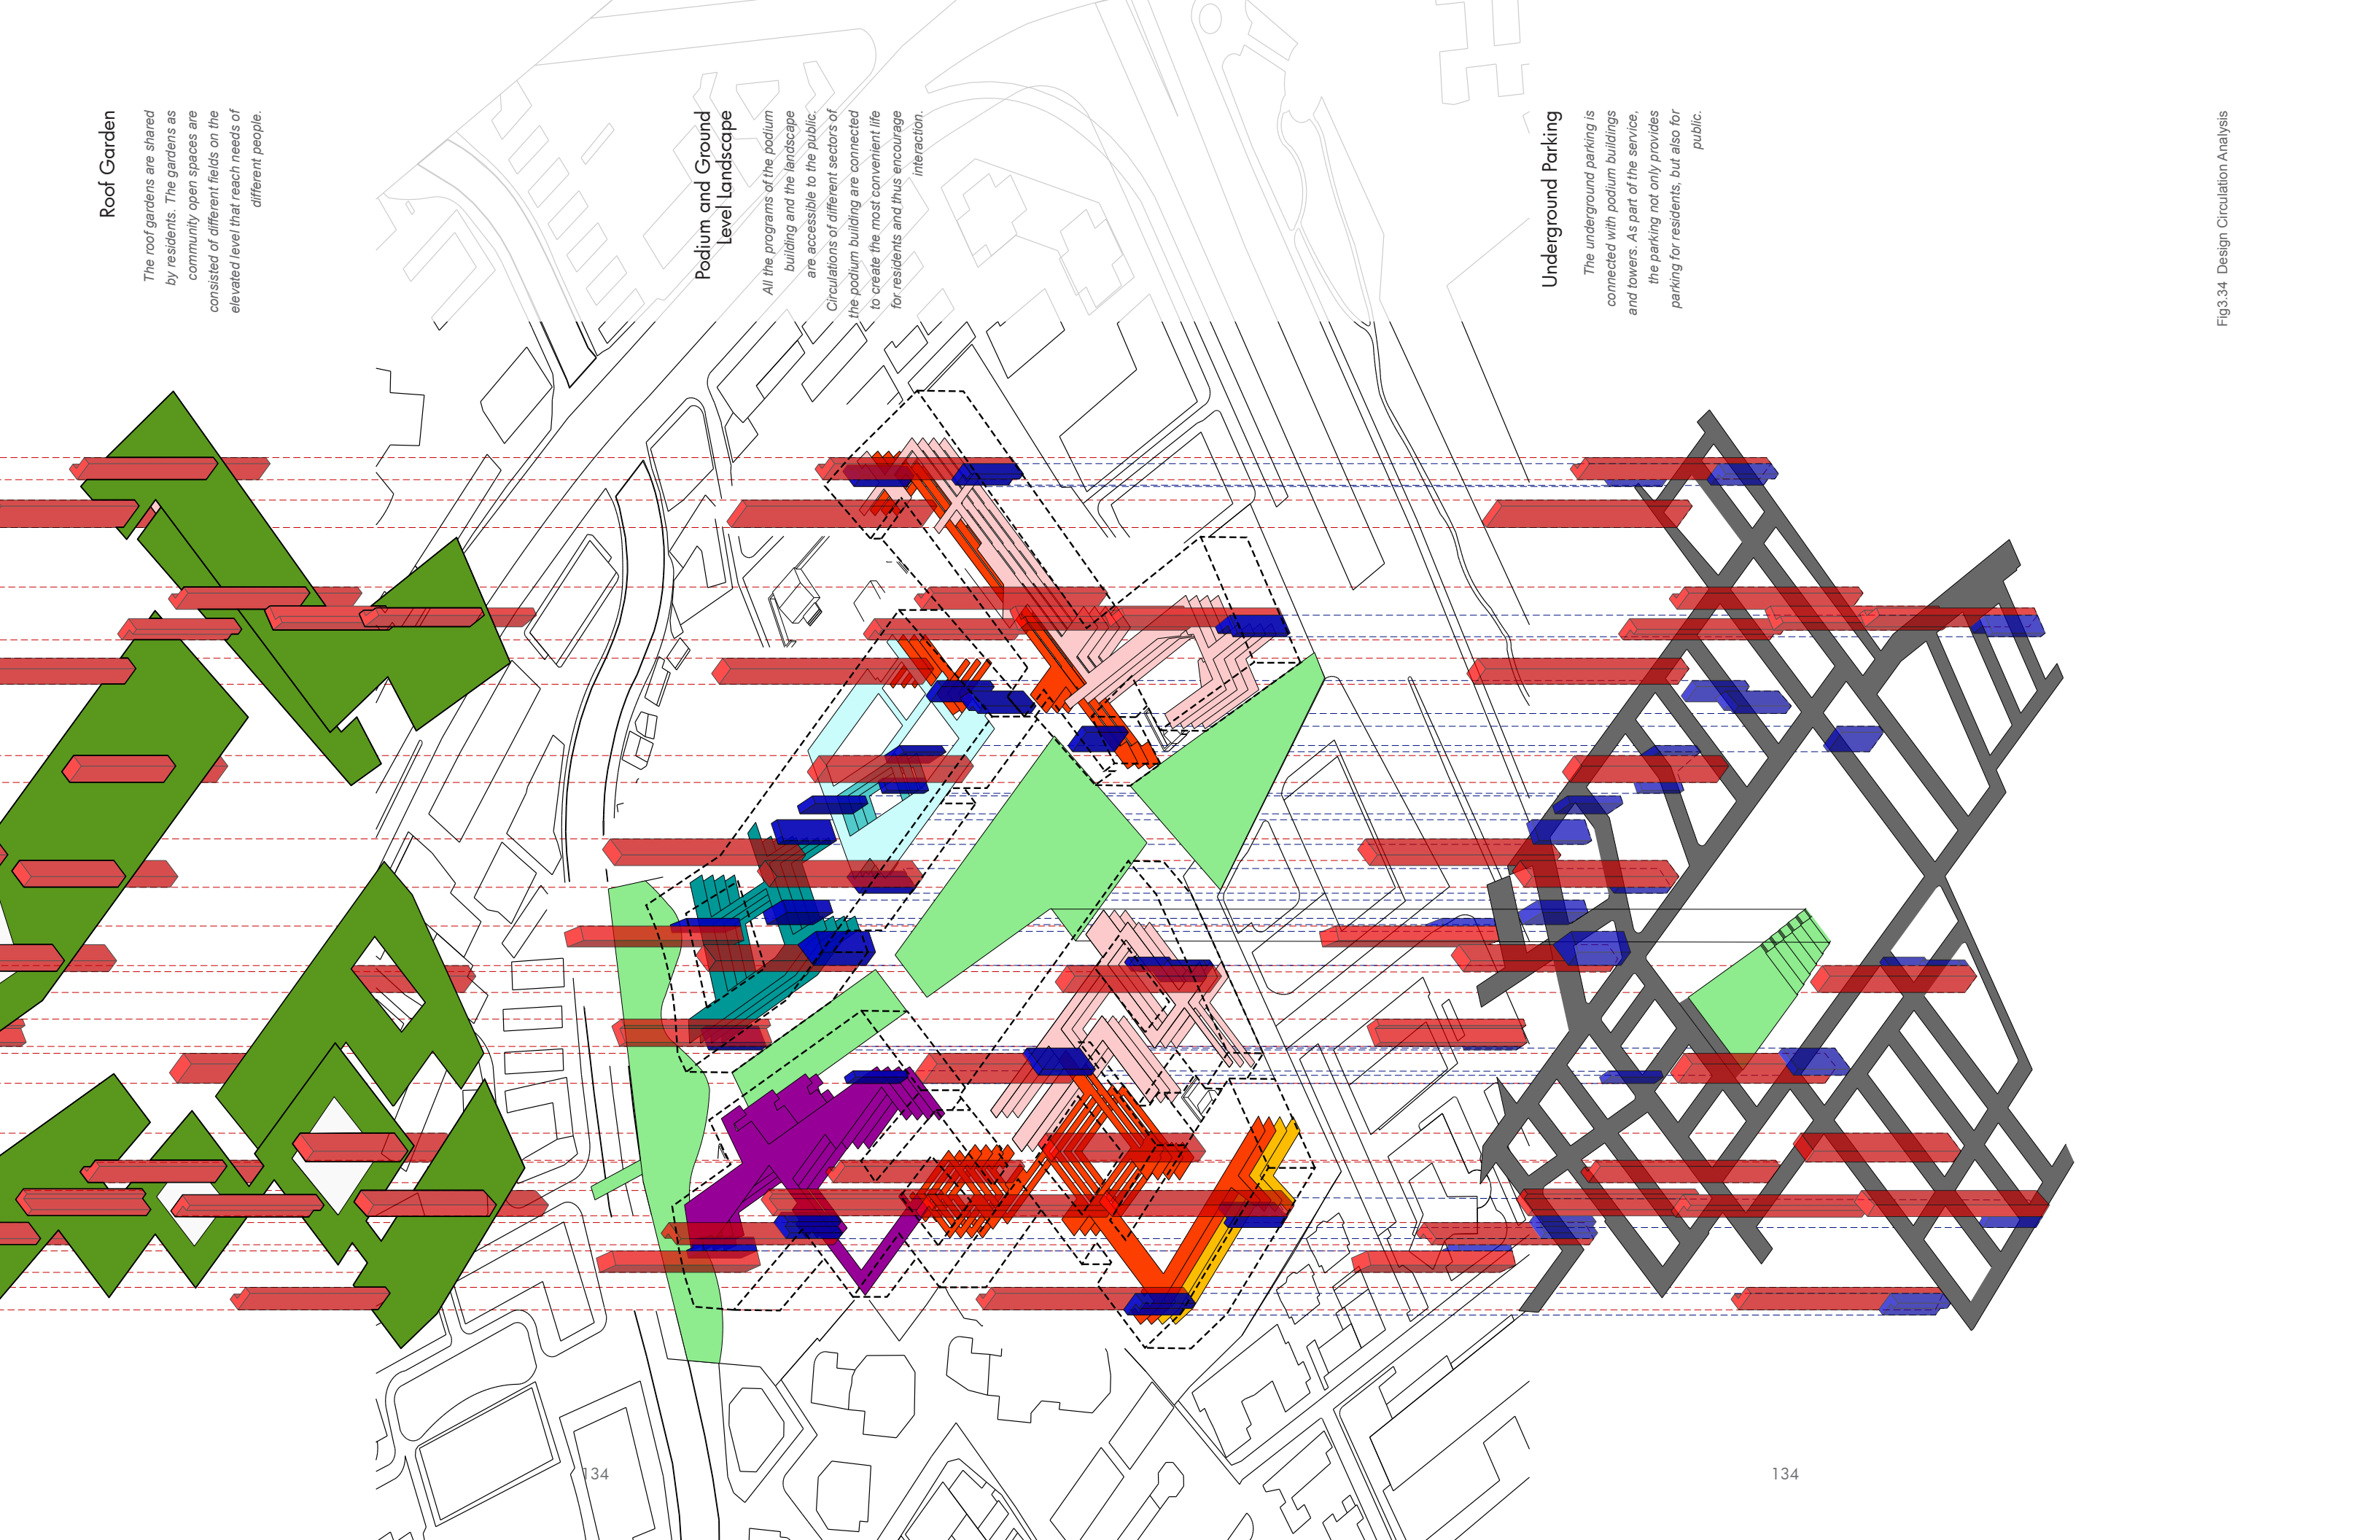 Roof Garden
The roof gardens are shared
by residents. The gardens as
community open spaces are
consisted of different fields on the
elevated level that reach needs of
different people.
Podium and Ground
Level Landscape
All the programs of the podium
building and the landscape
are accessible to the public.
Circulations of different sectors of
the podium building are connected
to create the most convenient life
for residents and thus encourage
interaction.
Underground Parking
The underground parking is
connected with podium buildings
and towers. As part of the service,
the parking not only provides
parking for residents, but also for
public.
Fig3.34 Design Circulation Analysis
134
134